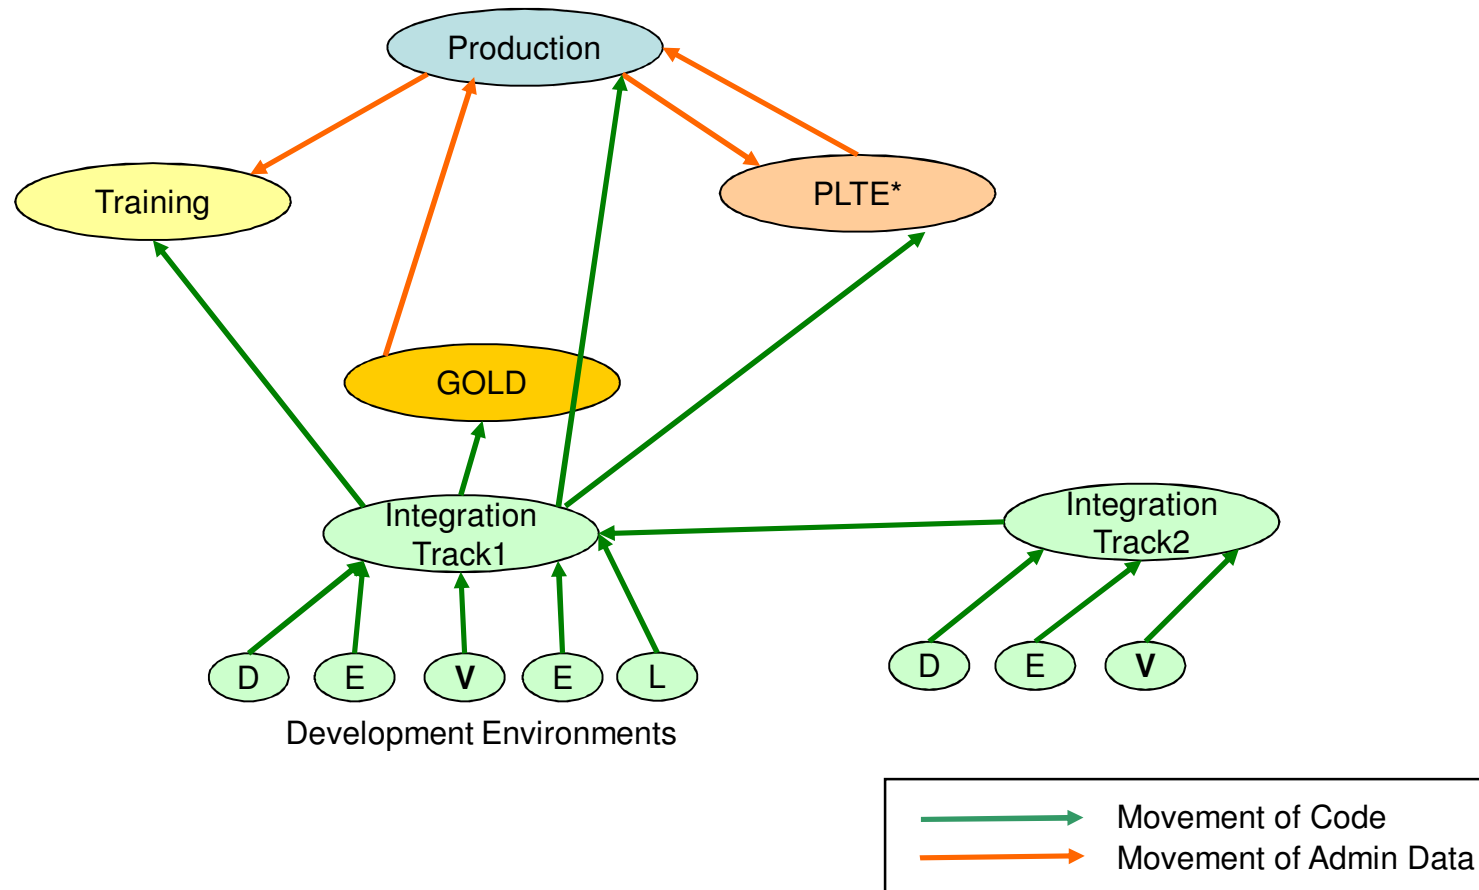 Production
Training
PLTE*
GOLD
Integration
Track1
Integration
Track2
D
E
V
E
L
D
E
V
Development Environments
Movement of Code
Movement of Admin Data